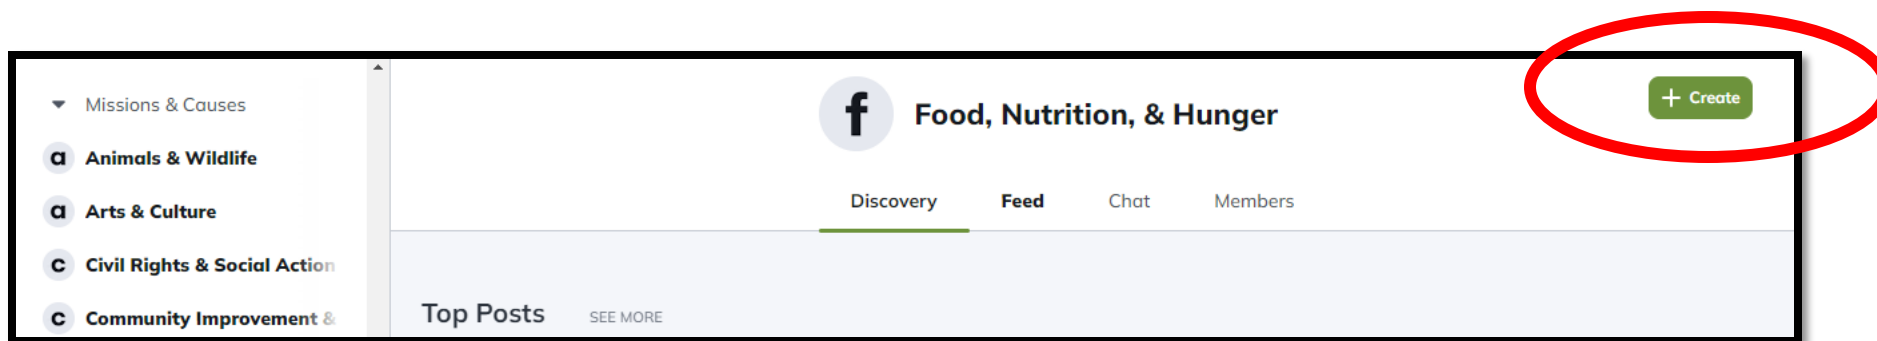 Missions & Causes
a Animals & Wildlife
a Arts & Culture
c Civil Rights & Social Action
c Community Improvement &
f Food, Nutrition, & Hunger
+ Create
Discovery Feed Chat Members
Top Posts SEE MORE